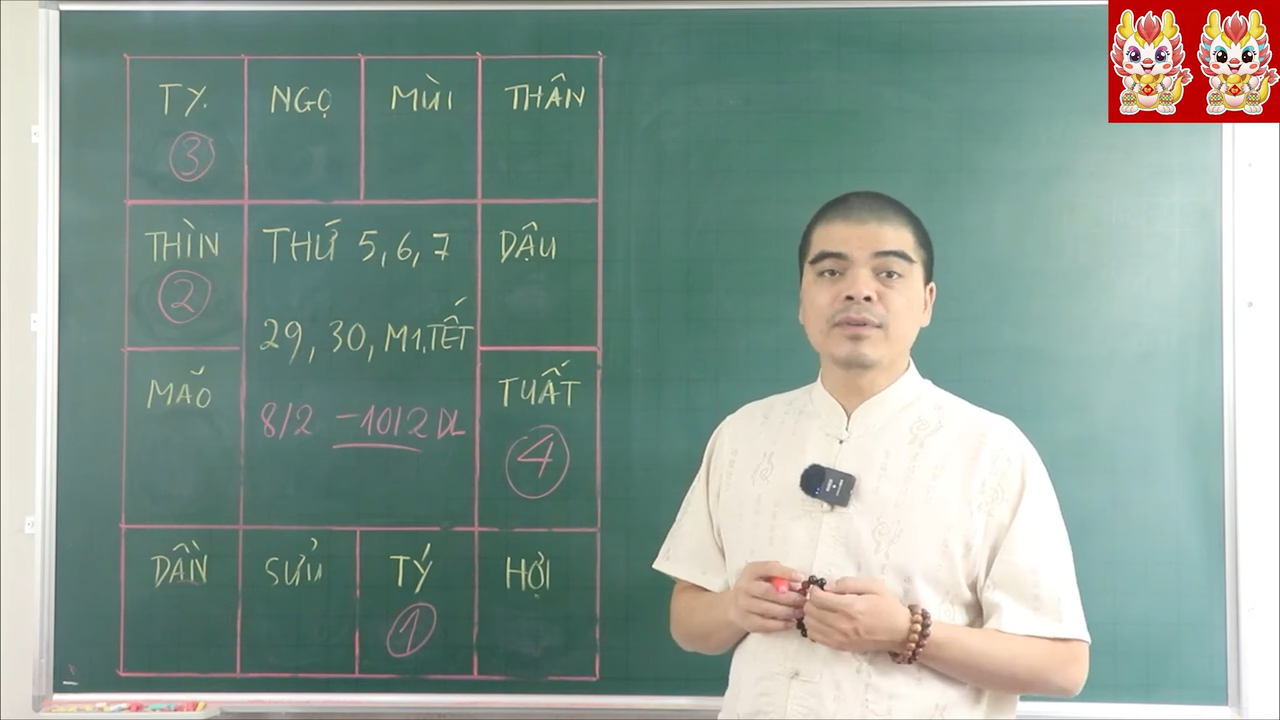 TỴ NGỌ MÙI THÂN
③
THÌN THỨ 5, 6, 7 DẬU
②
29, 30, M1.TẾT
MÃO TUẤT
8/2 – 10/2 DL
④
DẦN SỬU TÝ HỢI
①